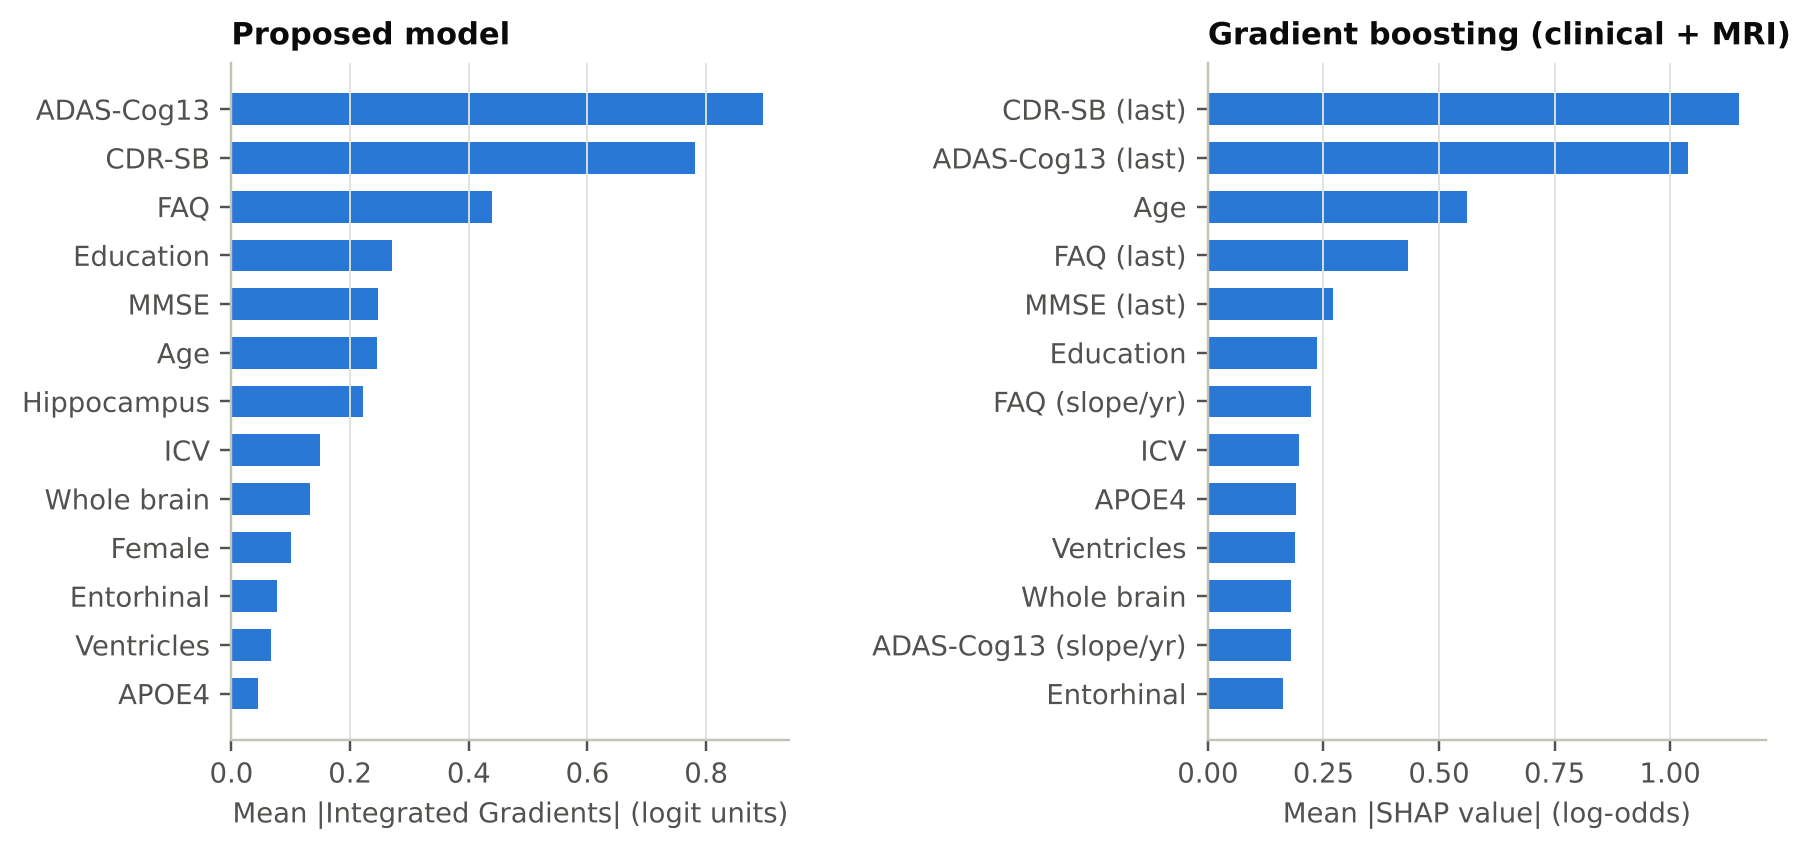 Proposed model
ADAS-Cog13
CDR-SB
FAQ
Education
MMSE
Age
Hippocampus
ICV
Whole brain
Female
Entorhinal
Ventricles
APOE4
0.0 0.2 0.4 0.6 0.8
Mean |Integrated Gradients| (logit units)
Gradient boosting (clinical + MRI)
CDR-SB (last)
ADAS-Cog13 (last)
Age
FAQ (last)
MMSE (last)
Education
FAQ (slope/yr)
ICV
APOE4
Ventricles
Whole brain
ADAS-Cog13 (slope/yr)
Entorhinal
0.00 0.25 0.50 0.75 1.00
Mean |SHAP value| (log-odds)